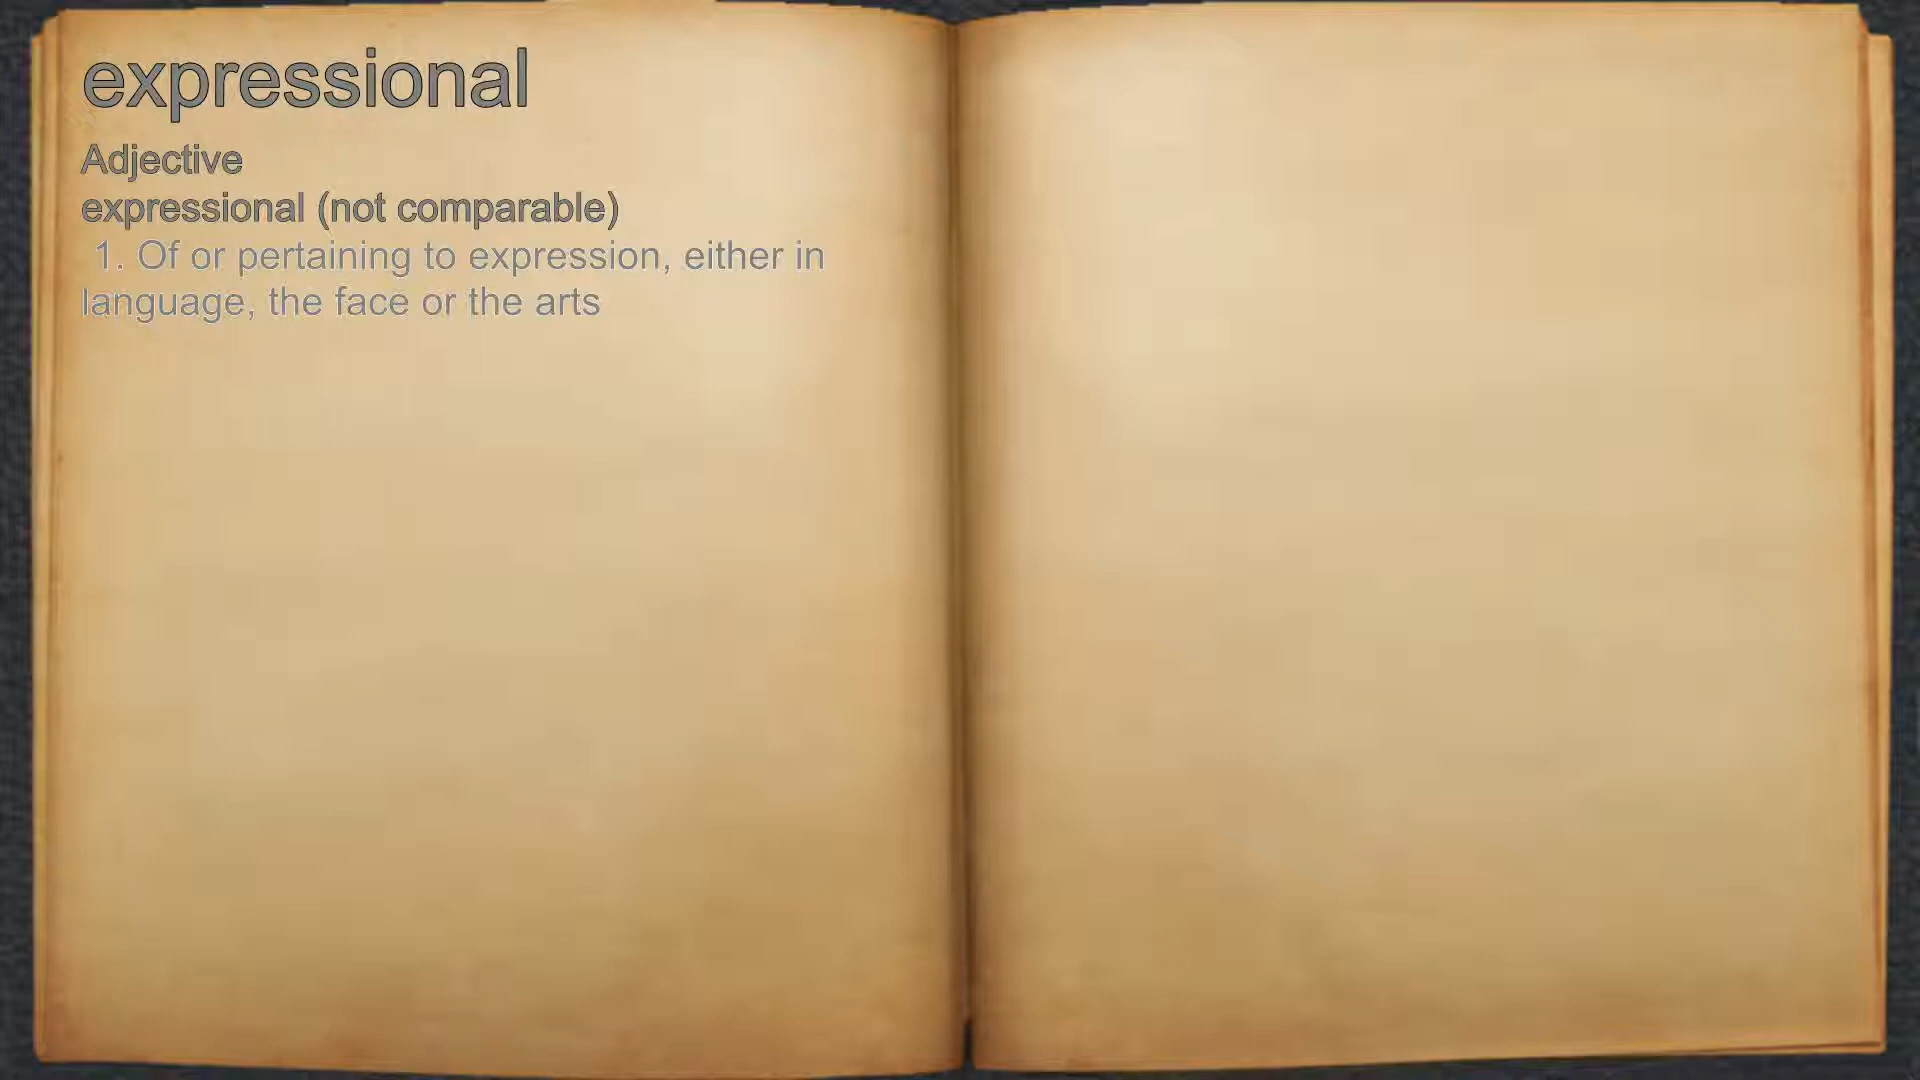 expressional
Adjective
expressional (not comparable)
1. Of or pertaining to expression, either in
language, the face or the arts